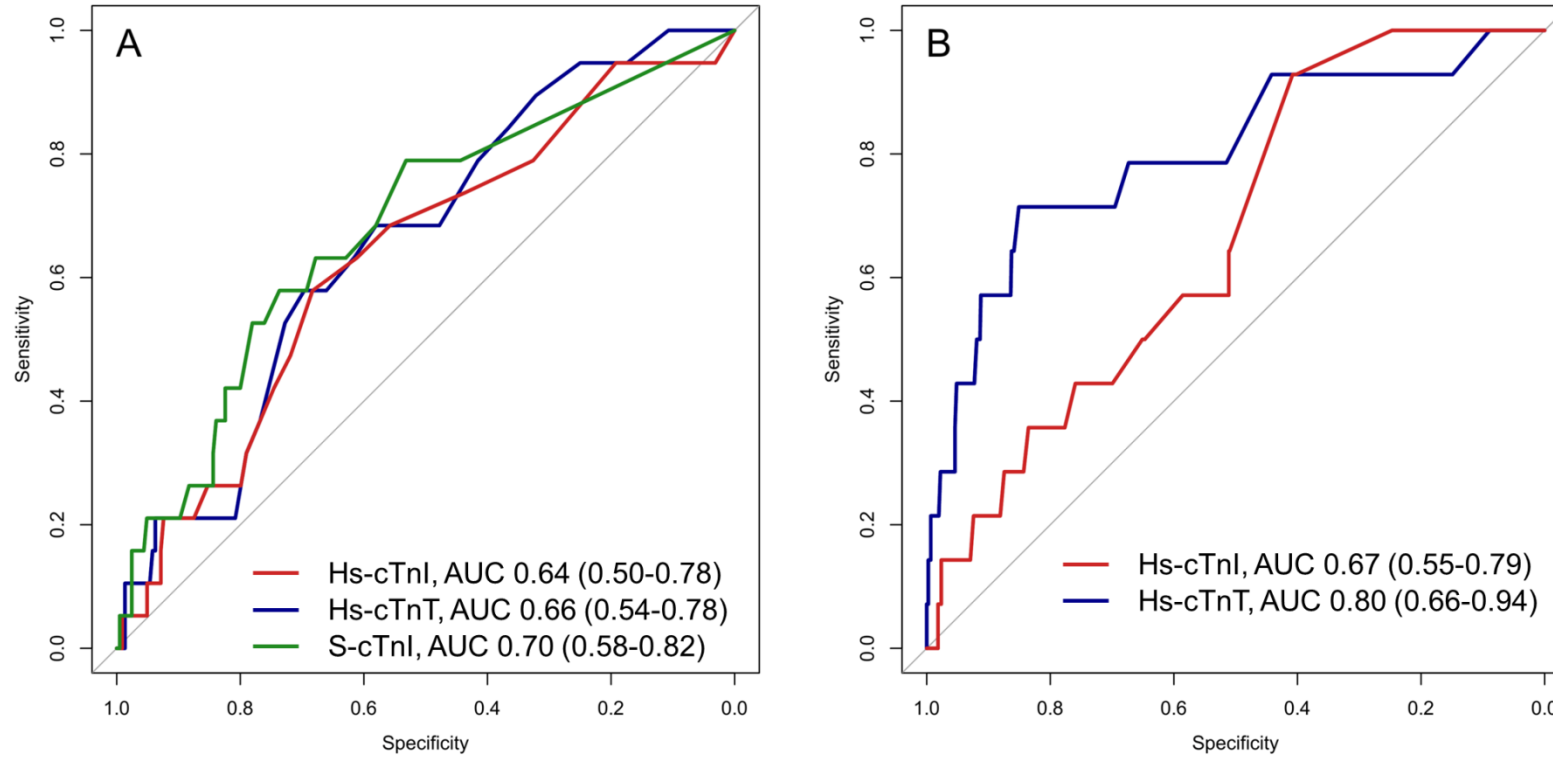 A
1.0
0.8
0.6
0.4
0.2
0.0
Sensitivity
Hs-cTnI, AUC 0.64 (0.50-0.78)
Hs-cTnT, AUC 0.66 (0.54-0.78)
S-cTnI, AUC 0.70 (0.58-0.82)
1.0 0.8 0.6 0.4 0.2 0.0
Specificity
B
1.0
0.8
0.6
0.4
0.2
0.0
Sensitivity
Hs-cTnI, AUC 0.67 (0.55-0.79)
Hs-cTnT, AUC 0.80 (0.66-0.94)
1.0 0.8 0.6 0.4 0.2 0.0
Specificity